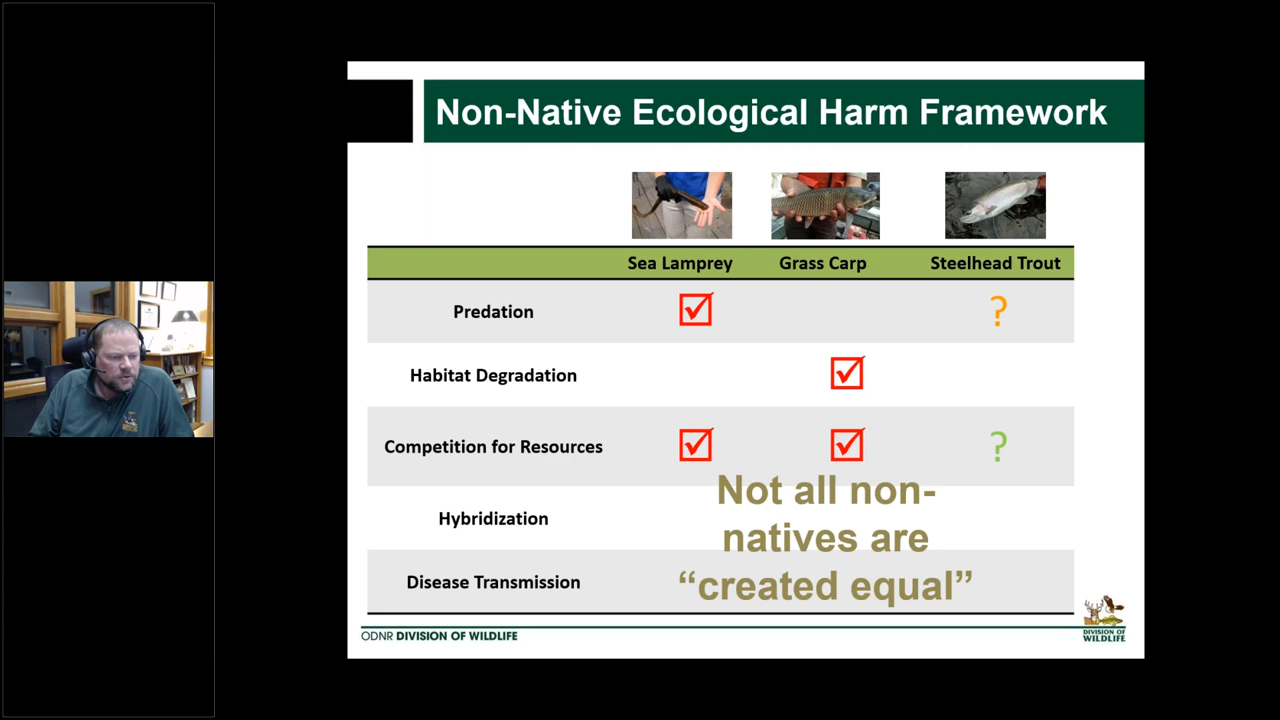 Non-Native Ecological Harm Framework
Sea Lamprey Grass Carp Steelhead Trout
Predation ?
Habitat Degradation
Competition for Resources ?
Not all non-
natives are
“created equal”
Hybridization
Disease Transmission
ODNR DIVISION OF WILDLIFE
DIVISION OF
WILDLIFE